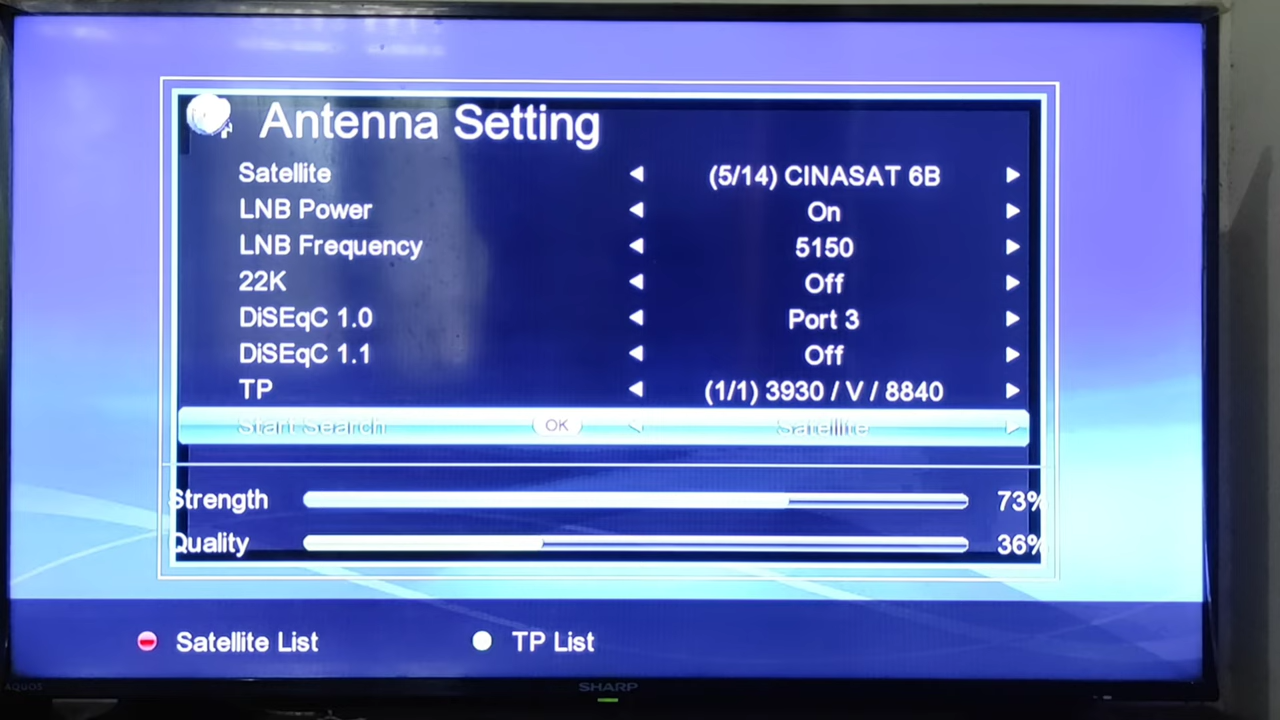 Antenna Setting
Satellite (5/14) CINASAT 6B
LNB Power On
LNB Frequency 5150
22K Off
DiSEqC 1.0 Port 3
DiSEqC 1.1 Off
TP (1/1) 3930 / V / 8840
Start Search OK Satellite
Strength 73%
Quality 36%
Satellite List TP List
AQUOS SHARP